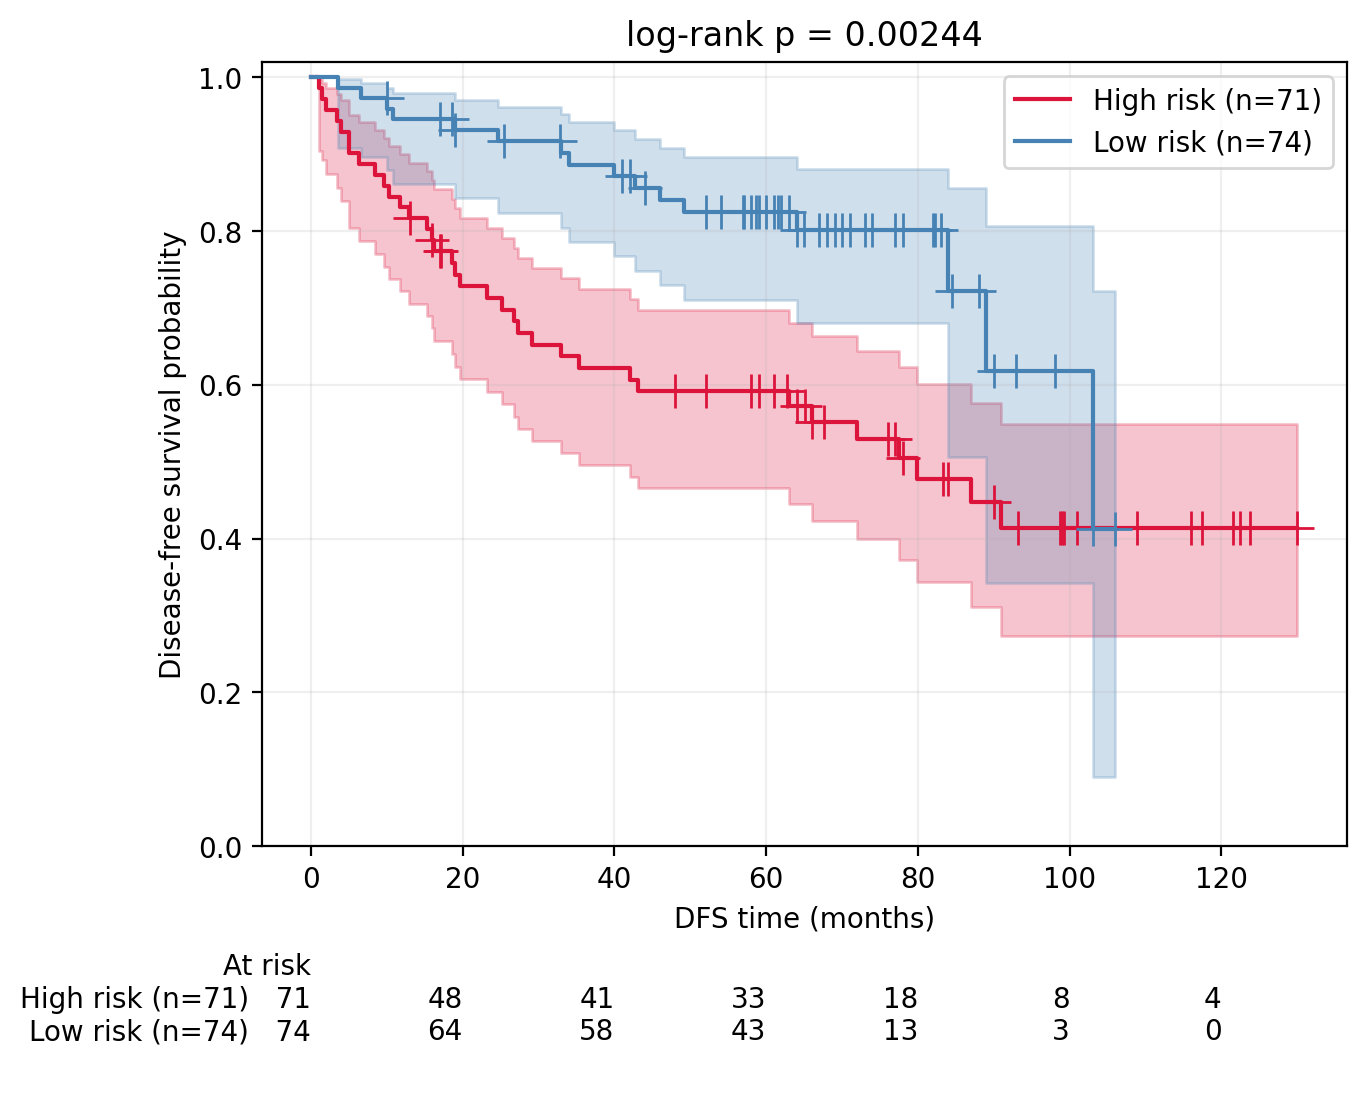 log-rank p = 0.00244
High risk (n=71)
Low risk (n=74)
Disease-free survival probability
1.0
0.8
0.6
0.4
0.2
0.0
0 20 40 60 80 100 120
DFS time (months)
At risk
High risk (n=71) 71 48 41 33 18 8 4
Low risk (n=74) 74 64 58 43 13 3 0